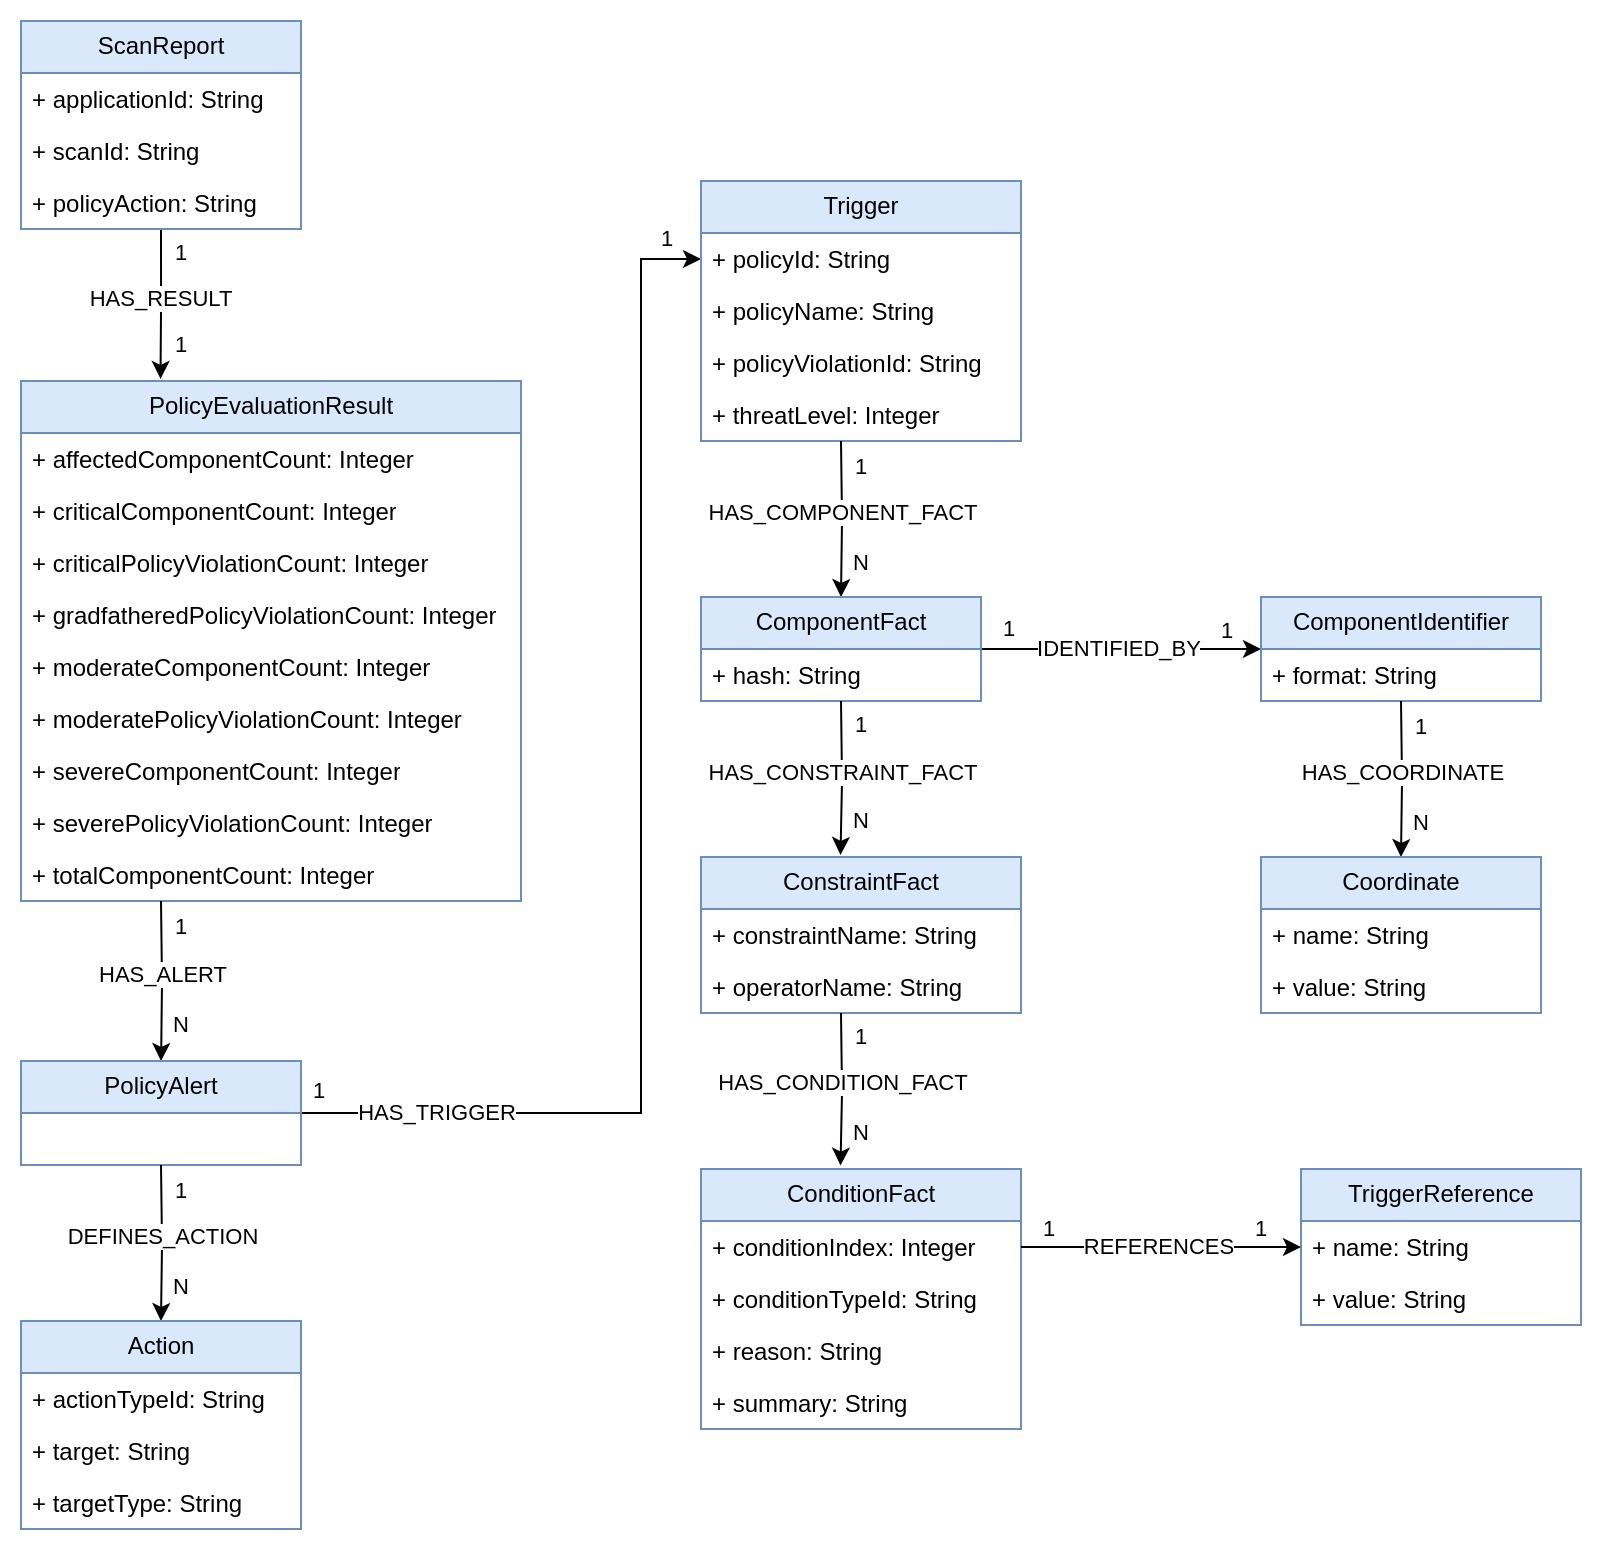 ScanReport
+ applicationId: String
+ scanId: String
+ policyAction: String
1
HAS_RESULT
1
PolicyEvaluationResult
+ affectedComponentCount: Integer
+ criticalComponentCount: Integer
+ criticalPolicyViolationCount: Integer
+ gradfatheredPolicyViolationCount: Integer
+ moderateComponentCount: Integer
+ moderatePolicyViolationCount: Integer
+ severeComponentCount: Integer
+ severePolicyViolationCount: Integer
+ totalComponentCount: Integer
1
HAS_ALERT
N
PolicyAlert
1
HAS_TRIGGER
1
1
DEFINES_ACTION
N
Action
+ actionTypeId: String
+ target: String
+ targetType: String
Trigger
+ policyId: String
+ policyName: String
+ policyViolationId: String
+ threatLevel: Integer
1
HAS_COMPONENT_FACT
N
ComponentFact
+ hash: String
1
IDENTIFIED_BY
1
ComponentIdentifier
+ format: String
1
HAS_COORDINATE
N
Coordinate
+ name: String
+ value: String
1
HAS_CONSTRAINT_FACT
N
ConstraintFact
+ constraintName: String
+ operatorName: String
1
HAS_CONDITION_FACT
N
ConditionFact
+ conditionIndex: Integer
+ conditionTypeId: String
+ reason: String
+ summary: String
1
REFERENCES
1
TriggerReference
+ name: String
+ value: String